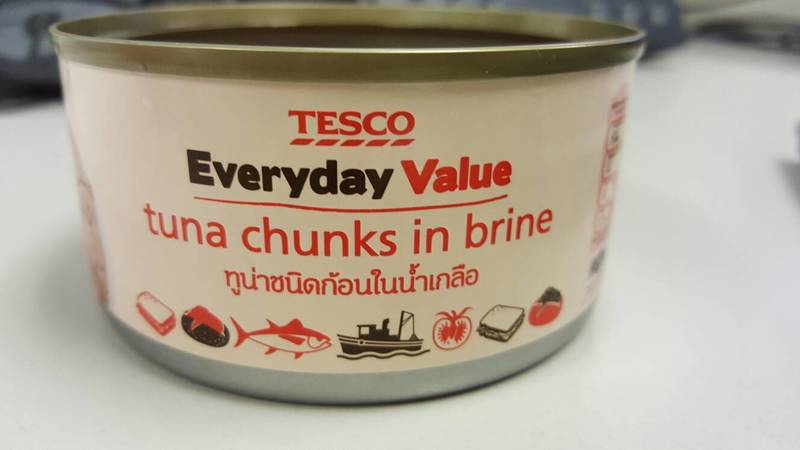 TESCO
Everyday Value
tuna chunks in brine
ทูน่าชนิดก้อนในน้ำเกลือ